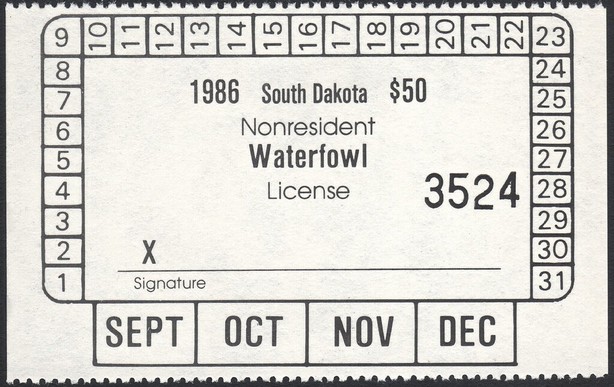 9 10 11 12 13 14 15 16 17 18 19 20 21 22 23
8 24
7 1986 South Dakota $50 25
6 Nonresident 26
5 Waterfowl 27
4 License 3524 28
3 29
2 X 30
1 Signature 31
SEPT OCT NOV DEC